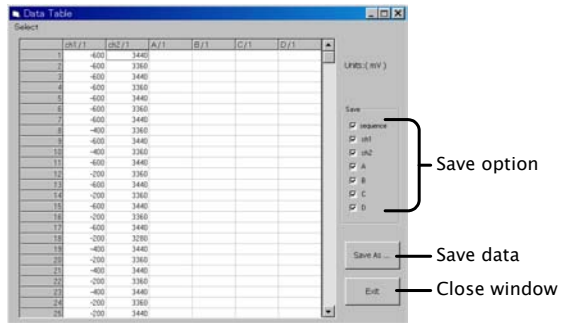 Data Table
Select
ch1/1 ch2/1 A/1 B/1 C/1 D/1
1 -600 3440
2 -600 3360
3 -600 3440
4 -600 3360
5 -600 3440
6 -600 3360
7 -600 3440
8 -400 3360
9 -600 3440
10 -400 3360
11 -600 3440
12 -200 3360
13 -600 3440
14 -200 3360
15 -600 3440
16 -200 3360
17 -600 3440
18 -200 3280
19 -400 3440
20 -200 3360
21 -400 3440
22 -200 3360
23 -400 3440
24 -200 3360
25 -200 3440
Units:( mV )
Save
sequence
ch1
ch2
A
B
C
D
Save option
Save As ...
Save data
Exit
Close window